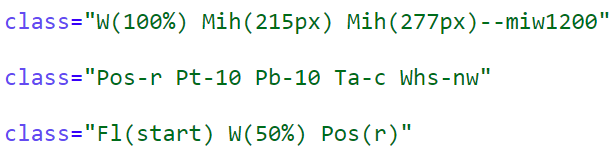 class="W(100%) Mih(215px) Mih(277px)--miw1200"
class="Pos-r Pt-10 Pb-10 Ta-c Whs-nw"
class="Fl(start) W(50%) Pos(r)"